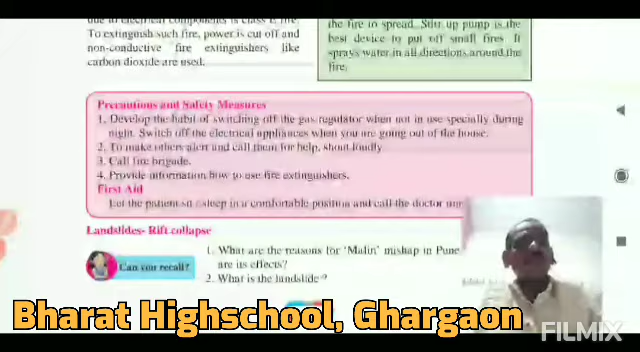 due to electrical components is class E fire.
To extinguish such fire, power is cut off and
non-conductive fire extinguishers like
carbon dioxide are used.
the fire to spread. Stir up pump is the
best device to put off small fires. It
sprays water in all directions around the
fire.
Precautions and Safety Measures
1. Develop the habit of switching off the gas regulator when not in use specially during
night. Switch off the electrical appliances when you are going out of the house.
2. To make others alert and call them for help, shout loudly.
3. Call fire brigade.
4. Provide information how to use fire extinguishers.
First Aid
Let the patient sit / sleep in a comfortable position and call the doctor
Landslides- Rift collapse
Can you recall?
1. What are the reasons for 'Malin' mishap in Pune
are its effects?
2. What is the landslide?
Bharat Highschool, Ghargaon
FILMIX